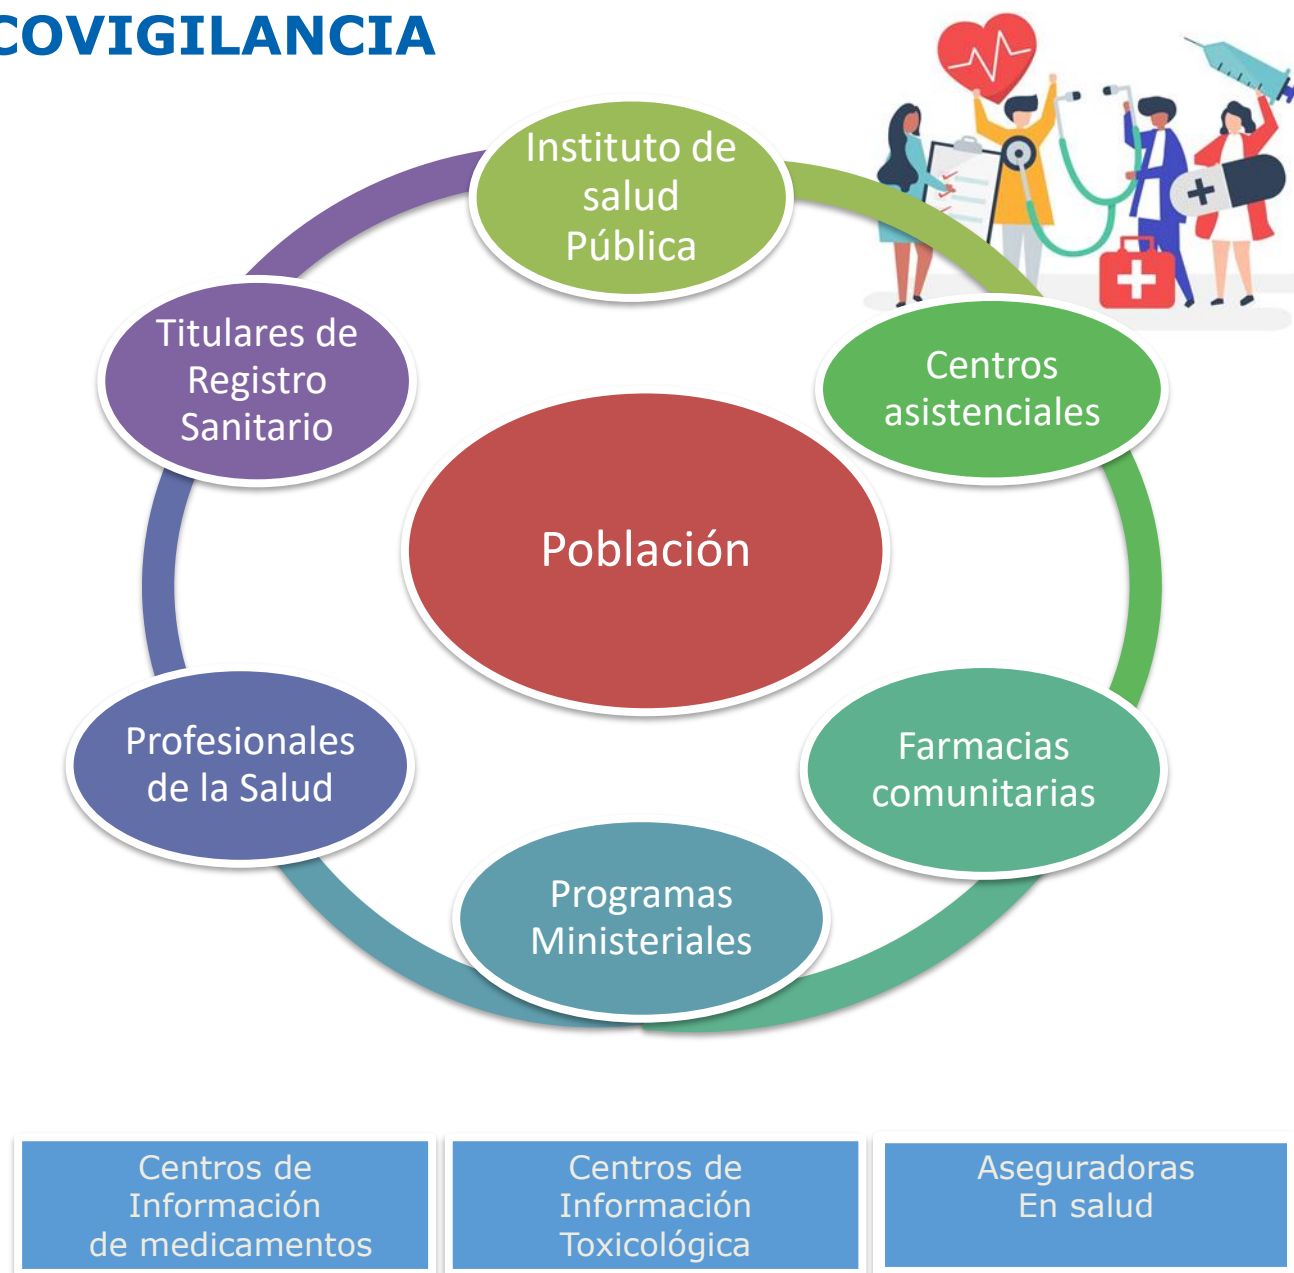 COVIGILANCIA
Instituto de
salud
Pública
Titulares de
Registro
Sanitario
Centros
asistenciales
Población
Profesionales
de la Salud
Farmacias
comunitarias
Programas
Ministeriales
Centros de
Información
de medicamentos
Centros de
Información
Toxicológica
Aseguradoras
En salud